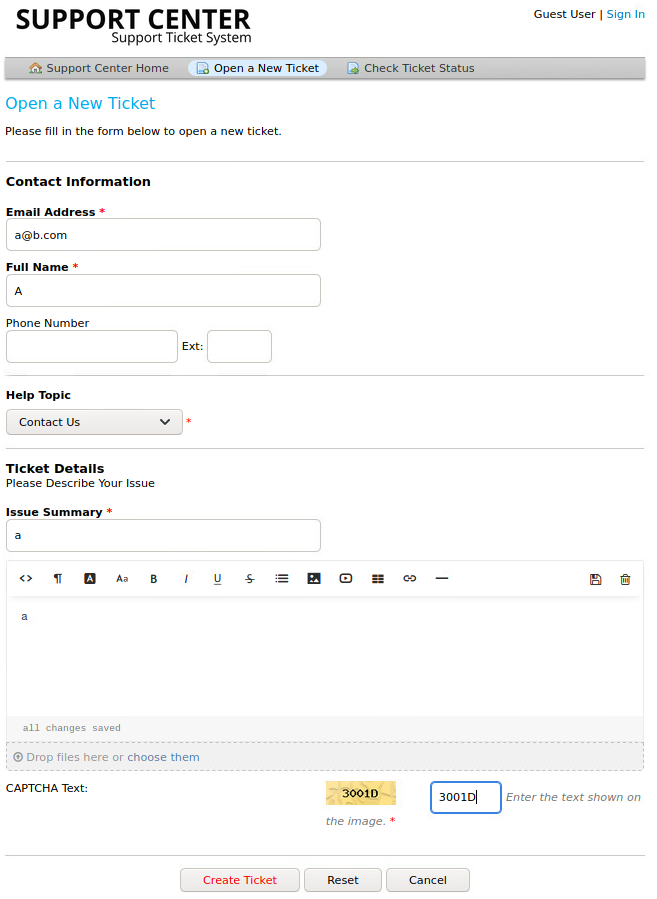 SUPPORT CENTER
Support Ticket System
Guest User | Sign In
Support Center Home
Open a New Ticket
Check Ticket Status
Open a New Ticket
Please fill in the form below to open a new ticket.
Contact Information
Email Address *
a@b.com
Full Name *
A
Phone Number
Ext:
Help Topic
Contact Us *
Ticket Details
Please Describe Your Issue
Issue Summary *
a
<> ¶ A Aa B I U S
a
all changes saved
Drop files here or choose them
CAPTCHA Text: 3001D 3001D Enter the text shown on
the image. *
Create Ticket Reset Cancel